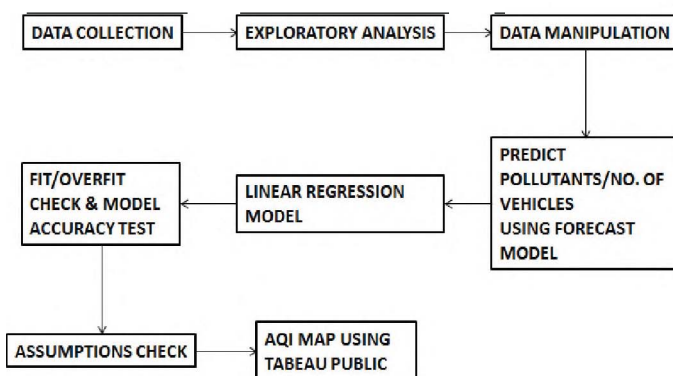 DATA COLLECTION
EXPLORATORY ANALYSIS
DATA MANIPULATION
PREDICT
POLLUTANTS/NO. OF
VEHICLES
USING FORECAST
MODEL
LINEAR REGRESSION
MODEL
FIT/OVERFIT
CHECK & MODEL
ACCURACY TEST
ASSUMPTIONS CHECK
AQI MAP USING
TABEAU PUBLIC